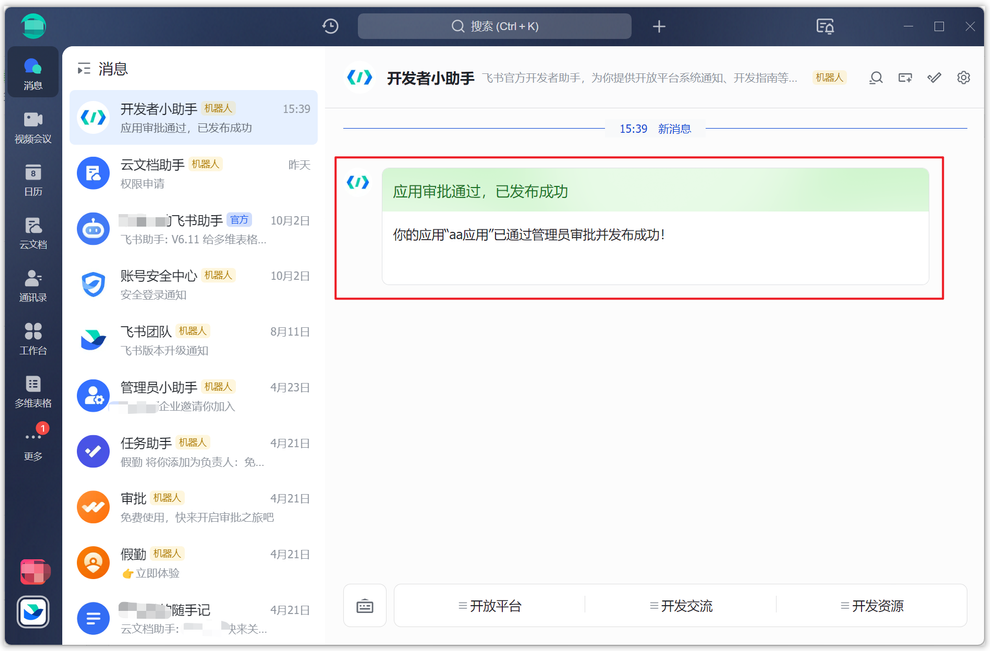 搜索 (Ctrl + K)
消息
视频会议
8
日历
云文档
通讯录
工作台
多维表格
1
更多
消息
开发者小助手 机器人 15:39
应用审批通过，已发布成功
云文档助手 机器人 昨天
权限申请
飞书助手 官方 10月2日
飞书助手: V6.11 给多维表格...
账号安全中心 机器人 10月2日
安全登录通知
飞书团队 机器人 8月11日
飞书版本升级通知
管理员小助手 机器人 4月23日
企业邀请你加入
任务助手 机器人 4月21日
假勤 将你添加为负责人：免...
审批 机器人 4月21日
免费使用，快来开启审批之旅吧
假勤 机器人 4月21日
👉立即体验
随手记 4月21日
云文档助手: 快来关...
开发者小助手 飞书官方开发者助手，为你提供开放平台系统通知、开发指南等... 机器人
15:39 新消息
应用审批通过，已发布成功
你的应用“aa应用”已通过管理员审批并发布成功！
开放平台 开发交流 开发资源